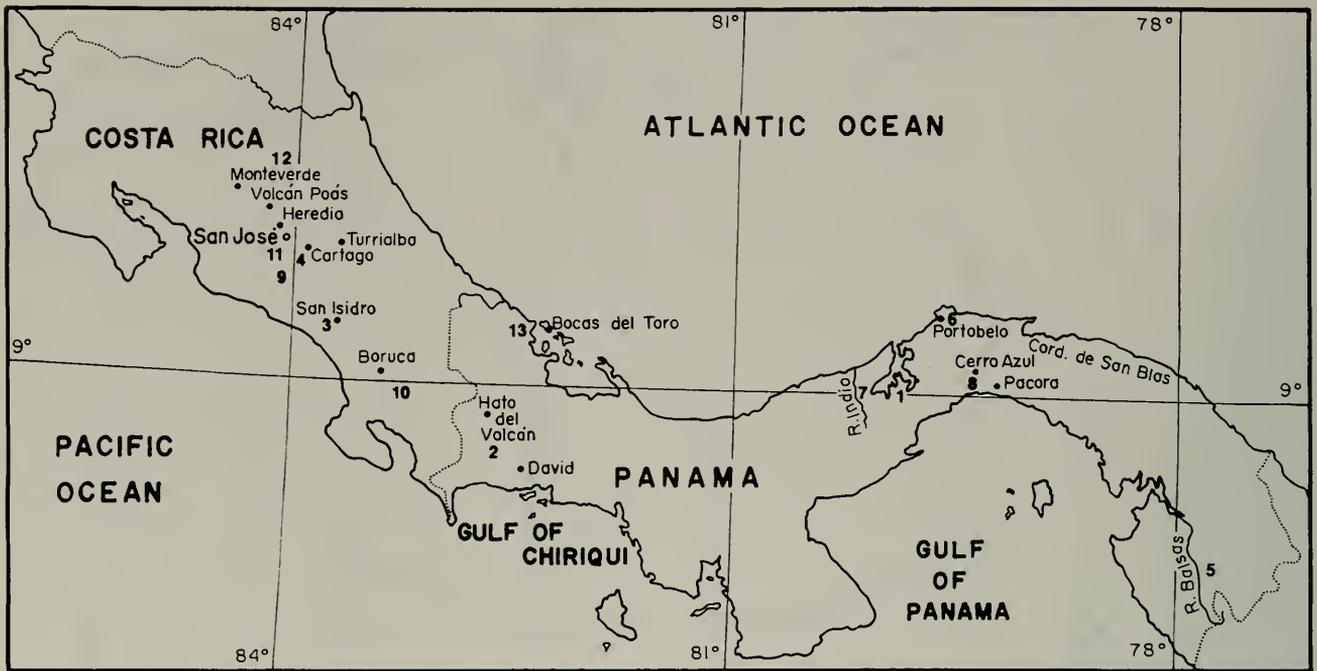 84°
81°
78°
COSTA RICA
ATLANTIC OCEAN
12
Monteverde
Volcán Poás
Heredia
San José
Turrialba
11
4
Cartago
9
San Isidro
3
13
Bocas del Toro
6
Portobelo
Cord. de San Blas
9°
Boruca
10
Cerro Azul
8
Pacora
7
1
R. Indio
9°
Hato
del
Volcán
2
David
PACIFIC
OCEAN
PANAMA
GULF OF
CHIRIQUI
GULF
OF
PANAMA
R. Balsas
5
84°
81°
78°